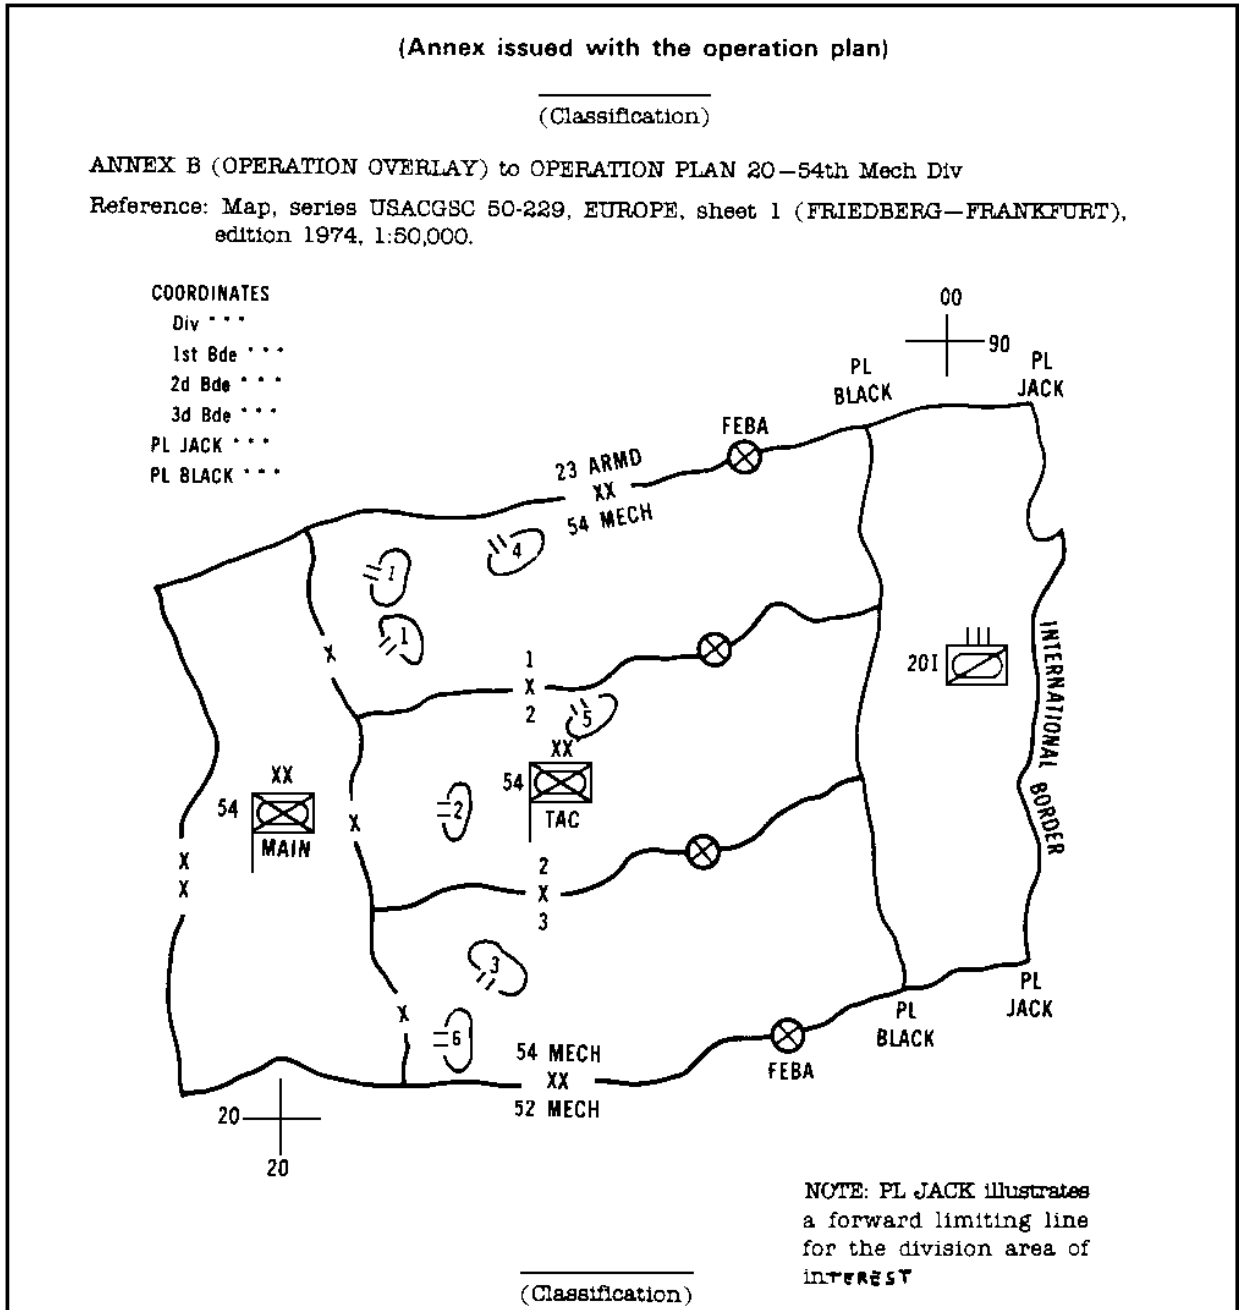 (Annex issued with the operation plan)
(Classification)
ANNEX B (OPERATION OVERLAY) to OPERATION PLAN 20—54th Mech Div
Reference: Map, series USACGSC 50-229, EUROPE, sheet 1 (FRIEDBERG—FRANKFURT),
edition 1974, 1:50,000.
COORDINATES
Div ...
1st Bde ...
2d Bde ...
3d Bde ...
PL JACK ...
PL BLACK ...
00
90
PL
JACK
PL
BLACK
FEBA
23 ARMD
XX
54 MECH
4
1
1
X
1
X
2
5
20I
INTERNATIONAL BORDER
XX
54
TAC
XX
54
MAIN
2
X
X
X
2
X
3
3
X
6
PL
JACK
PL
BLACK
FEBA
54 MECH
XX
52 MECH
20
20
NOTE: PL JACK illustrates
a forward limiting line
for the division area of
inTEREST
(Classification)